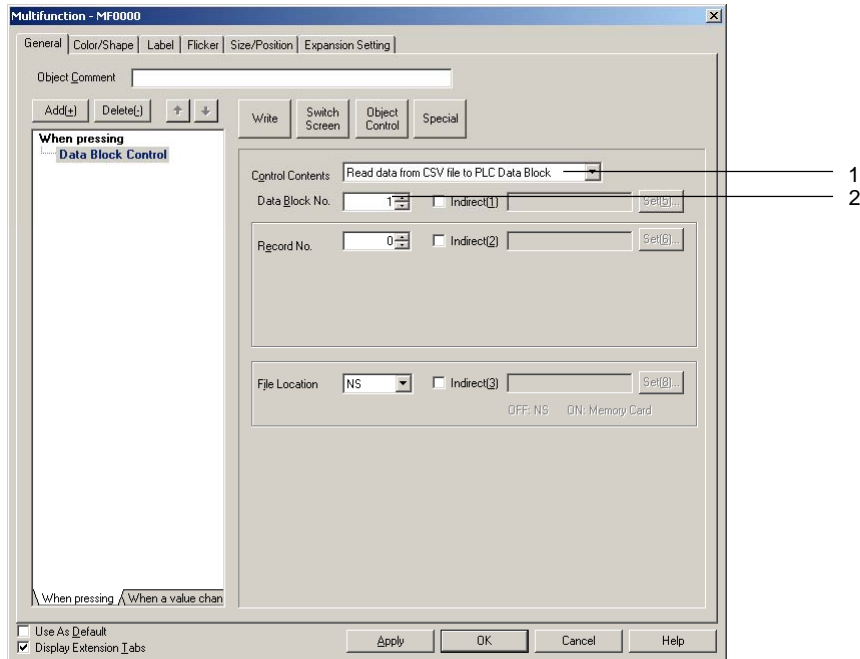 Multifunction - MF0000
General Color/Shape Label Flicker Size/Position Expansion Setting
Object Comment
Add(+) Delete(-)
Write Switch Screen Object Control Special
When pressing
Data Block Control
Control Contents Read data from CSV file to PLC Data Block 1
Data Block No. 1 Indirect(1) Set(5)... 2
Record No. 0 Indirect(2) Set(6)...
File Location NS Indirect(3) Set(8)...
OFF: NS ON: Memory Card
When pressing When a value chan
Use As Default
Display Extension Tabs
Apply OK Cancel Help